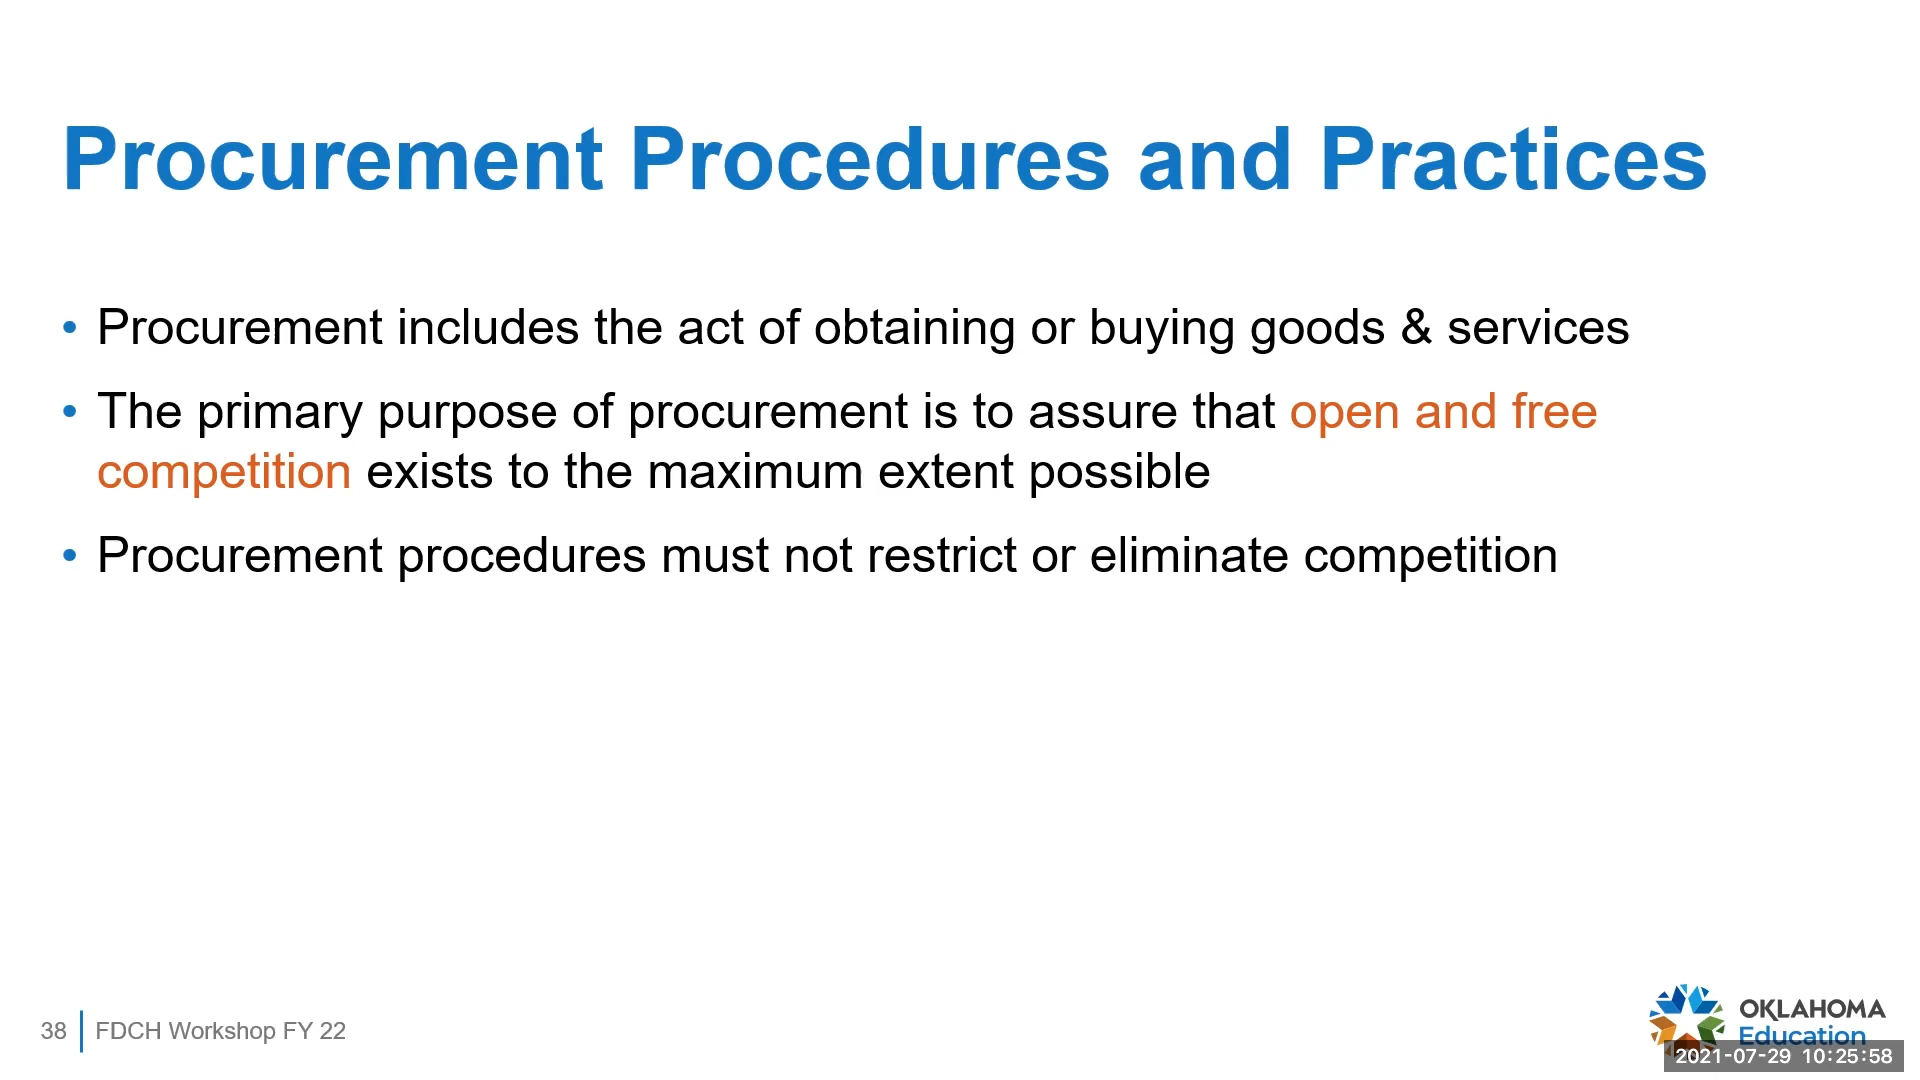 Procurement Procedures and Practices
• Procurement includes the act of obtaining or buying goods & services
• The primary purpose of procurement is to assure that open and free
competition exists to the maximum extent possible
• Procurement procedures must not restrict or eliminate competition
38 FDCH Workshop FY 22
OKLAHOMA
Education
2021-07-29 10:25:58